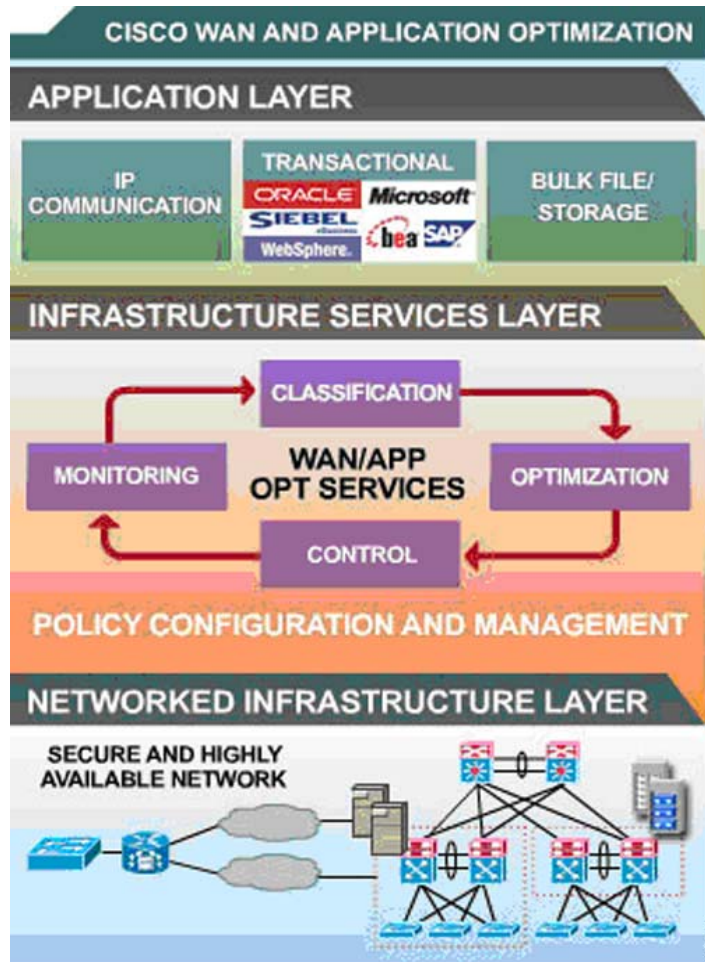 CISCO WAN AND APPLICATION OPTIMIZATION
APPLICATION LAYER
IP
COMMUNICATION
TRANSACTIONAL
ORACLE
Microsoft
SIEBEL
eBusiness
WebSphere.
bea
SAP
BULK FILE/
STORAGE
INFRASTRUCTURE SERVICES LAYER
CLASSIFICATION
MONITORING
WAN/APP
OPT SERVICES
OPTIMIZATION
CONTROL
POLICY CONFIGURATION AND MANAGEMENT
NETWORKED INFRASTRUCTURE LAYER
SECURE AND HIGHLY
AVAILABLE NETWORK